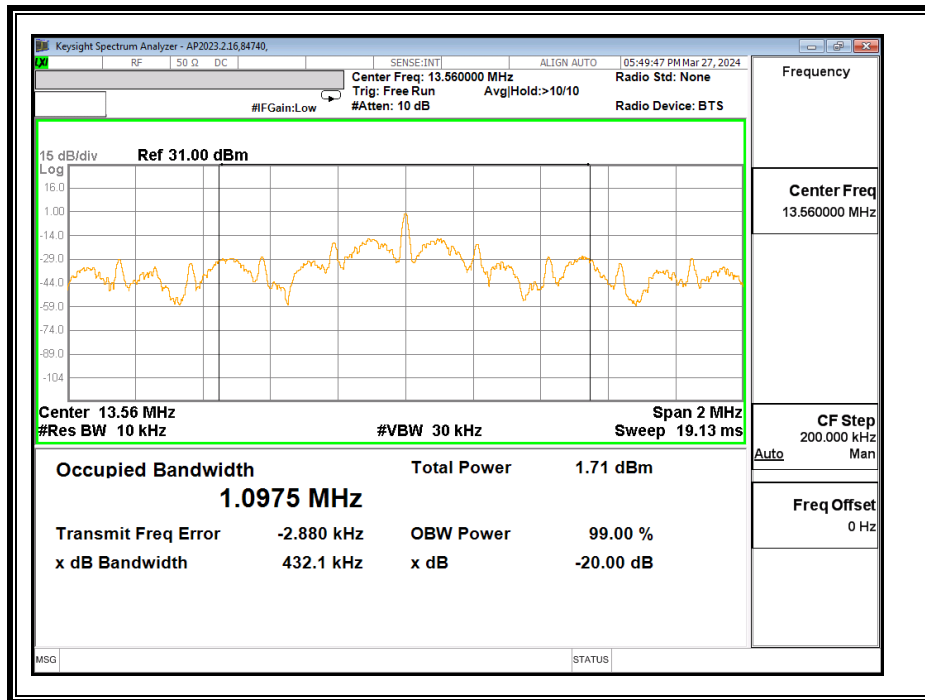 Keysight Spectrum Analyzer - AP2023.2.16,84740,
LXI RF 50 Ω DC SENSE:INT ALIGN AUTO 05:49:47 PM Mar 27, 2024
Center Freq: 13.560000 MHz Radio Std: None
Trig: Free Run Avg|Hold:>10/10
#IFGain:Low #Atten: 10 dB Radio Device: BTS
15 dB/div Ref 31.00 dBm
Log
16.0
1.00
-14.0
-29.0
-44.0
-59.0
-74.0
-89.0
-104
Center 13.56 MHz Span 2 MHz
#Res BW 10 kHz #VBW 30 kHz Sweep 19.13 ms
Occupied Bandwidth Total Power 1.71 dBm
1.0975 MHz
Transmit Freq Error -2.880 kHz OBW Power 99.00 %
x dB Bandwidth 432.1 kHz x dB -20.00 dB
MSG STATUS
Frequency
Center Freq
13.560000 MHz
CF Step
200.000 kHz
Auto Man
Freq Offset
0 Hz